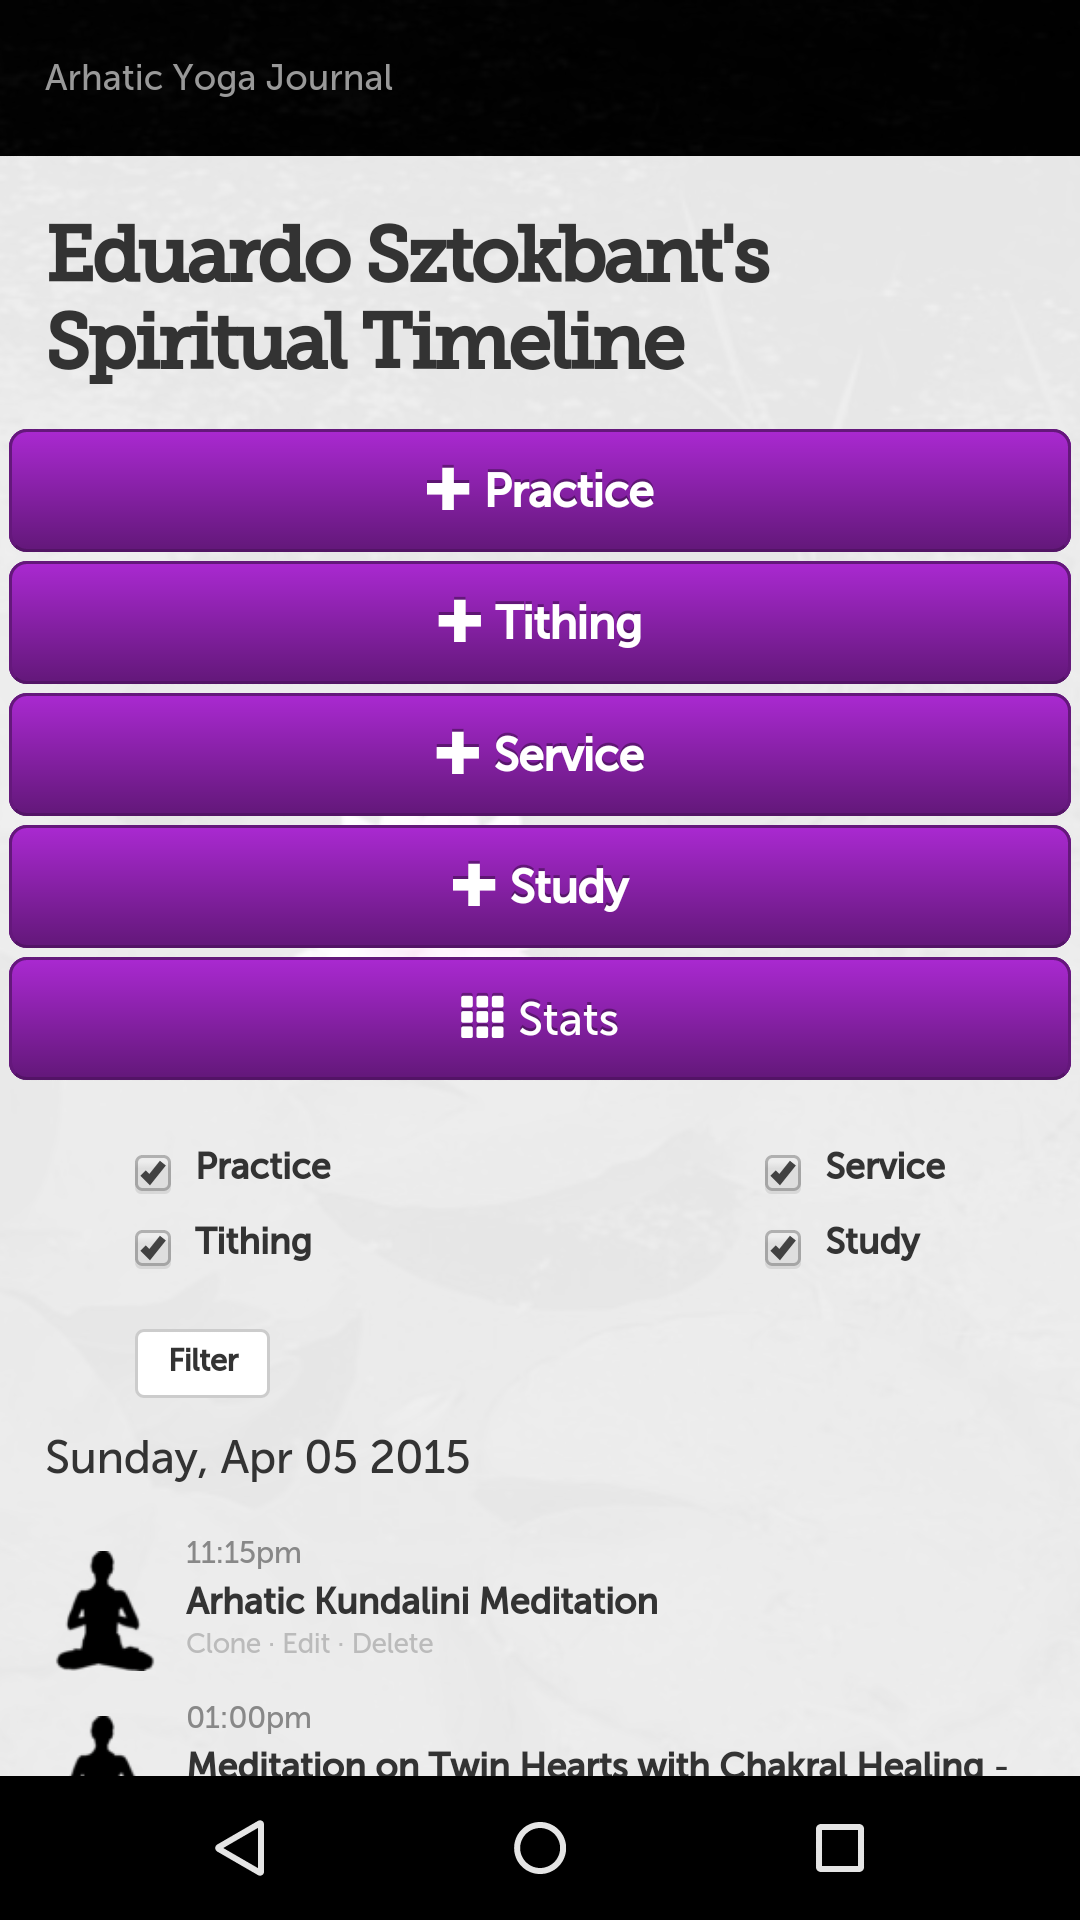 Arhatic Yoga Journal
Eduardo Sztokbant's
Spiritual Timeline
Practice
Tithing
Service
Study
Stats
Practice
Service
Tithing
Study
Filter
Sunday, Apr 05 2015
11:15pm
Arhatic Kundalini Meditation
Clone · Edit · Delete
01:00pm
Meditation on Twin Hearts with Chakral Healing -